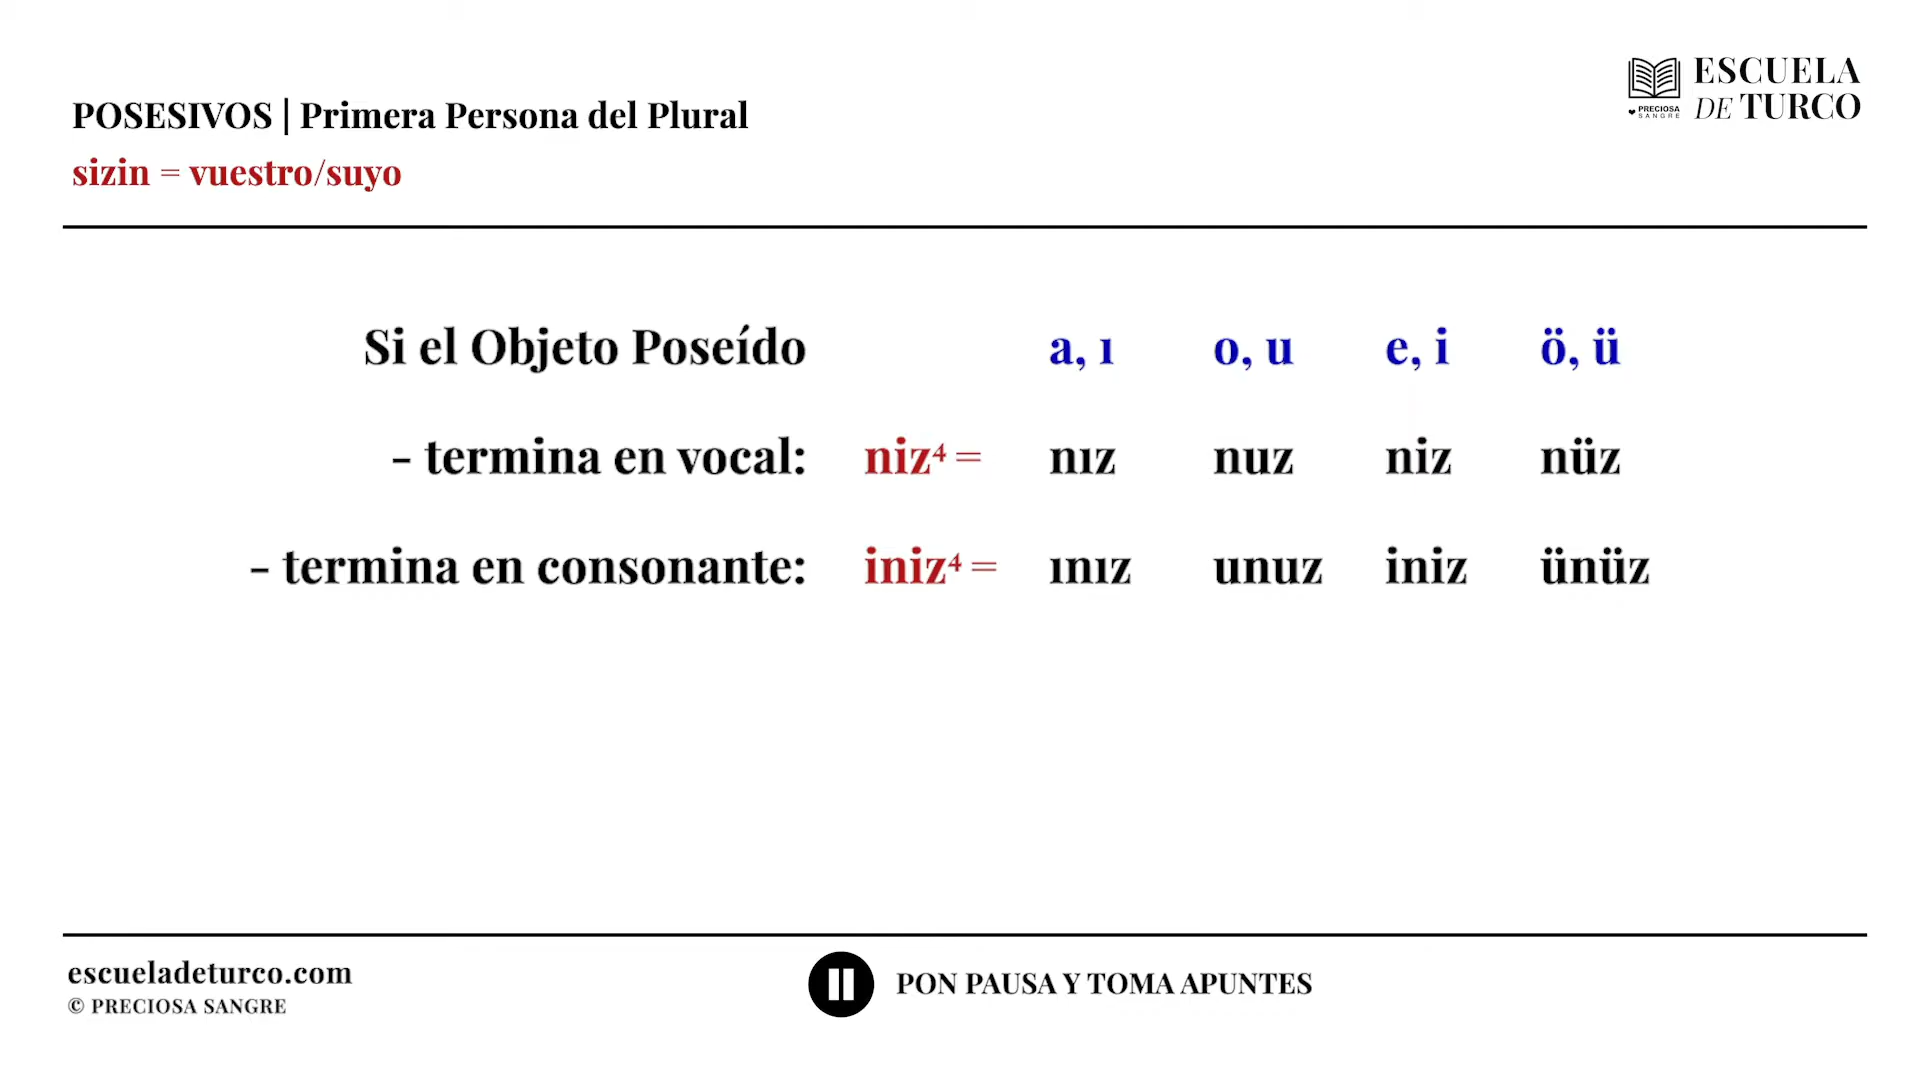 POSESIVOS | Primera Persona del Plural
sizin = vuestro/suyo
ESCUELA
DE TURCO
PRECIOSA
SANGRE
Si el Objeto Poseído a, ı o, u e, i ö, ü
- termina en vocal: niz⁴ = nız nuz niz nüz
- termina en consonante: iniz⁴ = ınız unuz iniz ünüz
escueladeturco.com
© PRECIOSA SANGRE
PON PAUSA Y TOMA APUNTES